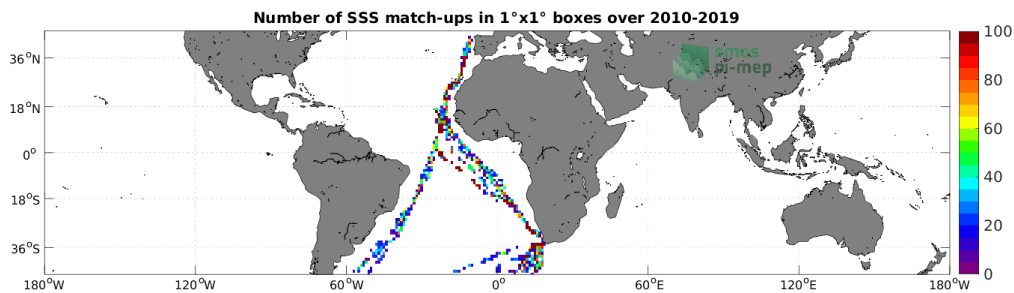 Number of SSS match-ups in 1°x1° boxes over 2010-2019
smos
pi-mep
36°N
18°N
0°
18°S
36°S
180°W
120°W
60°W
0°
60°E
120°E
180°W
100
80
60
40
20
0